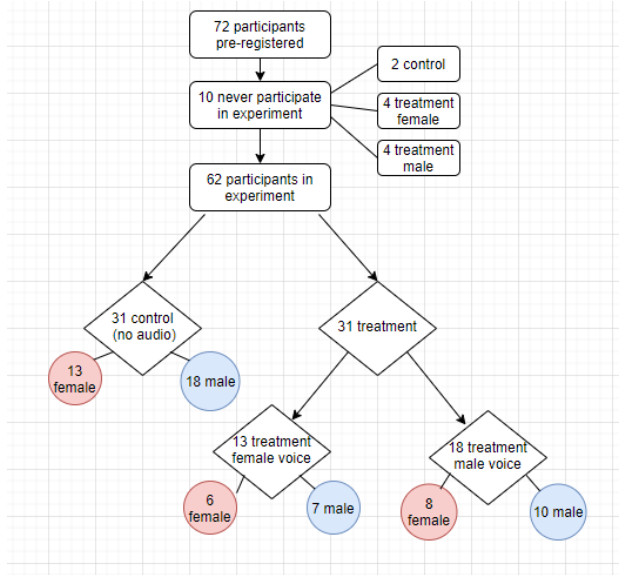 72 participants
pre-registered
2 control
10 never participate
in experiment
4 treatment
female
4 treatment
male
62 participants in
experiment
31 control
(no audio)
31 treatment
13
female
18 male
13 treatment
female voice
18 treatment
male voice
6
female
7 male
8
female
10 male